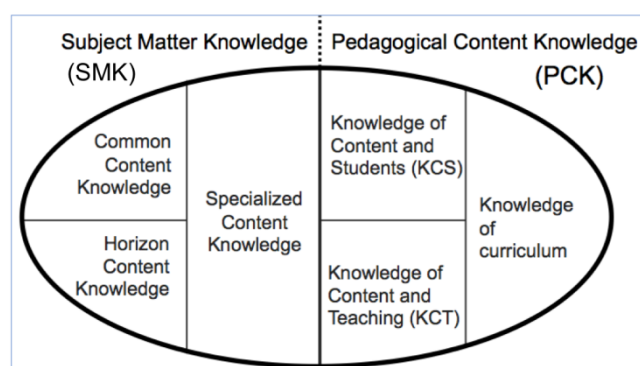 Subject Matter Knowledge
(SMK)
Pedagogical Content Knowledge
(PCK)
Common
Content
Knowledge
Horizon
Content
Knowledge
Specialized
Content
Knowledge
Knowledge of
Content and
Students (KCS)
Knowledge of
Content and
Teaching (KCT)
Knowledge
of
curriculum